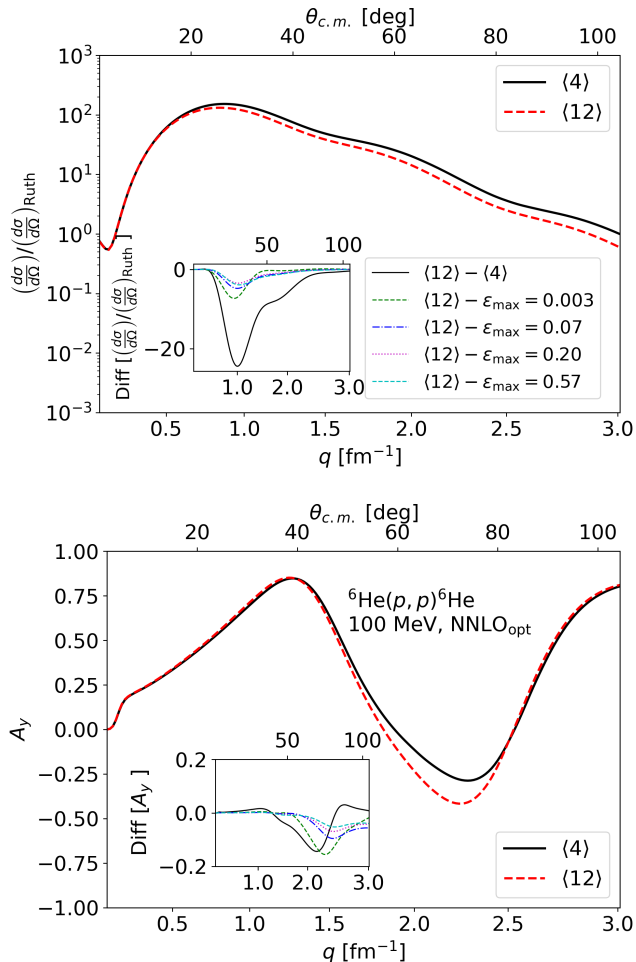 θc.m. [deg]
20 40 60 80 100
10³
10²
10¹
10⁰
10⁻¹
10⁻²
10⁻³
(dσ/dΩ)/(dσ/dΩ)Ruth
⟨4⟩
⟨12⟩
50 100
0
−20
Diff [(dσ/dΩ)/(dσ/dΩ)Ruth ]
1.0 2.0 3.0
⟨12⟩ − ⟨4⟩
⟨12⟩ − εmax = 0.003
⟨12⟩ − εmax = 0.07
⟨12⟩ − εmax = 0.20
⟨12⟩ − εmax = 0.57
0.5 1.0 1.5 2.0 2.5 3.0
q [fm⁻¹]
θc.m. [deg]
20 40 60 80 100
1.00
0.75
0.50
0.25
0.00
−0.25
−0.50
−0.75
−1.00
Ay
⁶He(p, p)⁶He
100 MeV, NNLOopt
50 100
0.2
0.0
−0.2
Diff [Ay ]
1.0 2.0 3.0
⟨4⟩
⟨12⟩
0.5 1.0 1.5 2.0 2.5 3.0
q [fm⁻¹]